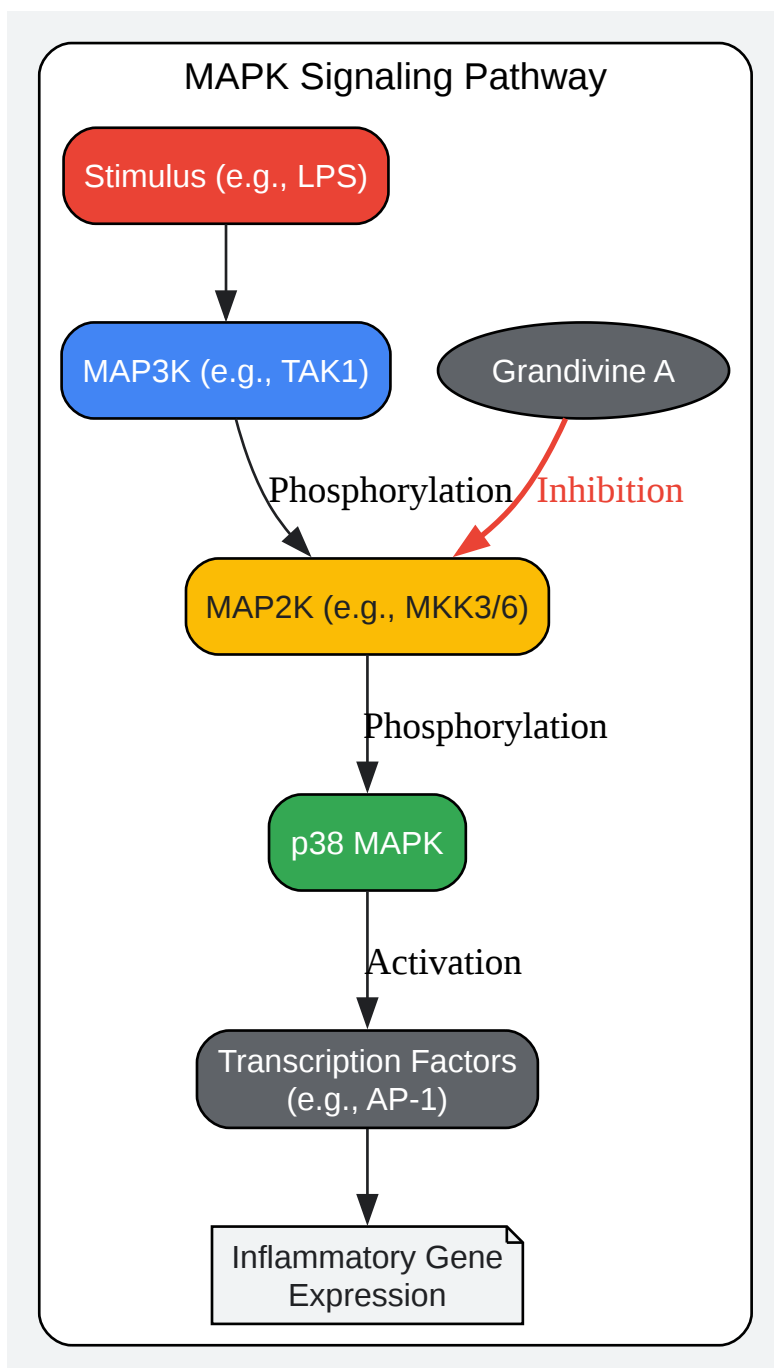 MAPK Signaling Pathway
Stimulus (e.g., LPS)
MAP3K (e.g., TAK1)
Grandivine A
Phosphorylation
Inhibition
MAP2K (e.g., MKK3/6)
Phosphorylation
p38 MAPK
Activation
Transcription Factors
(e.g., AP-1)
Inflammatory Gene
Expression